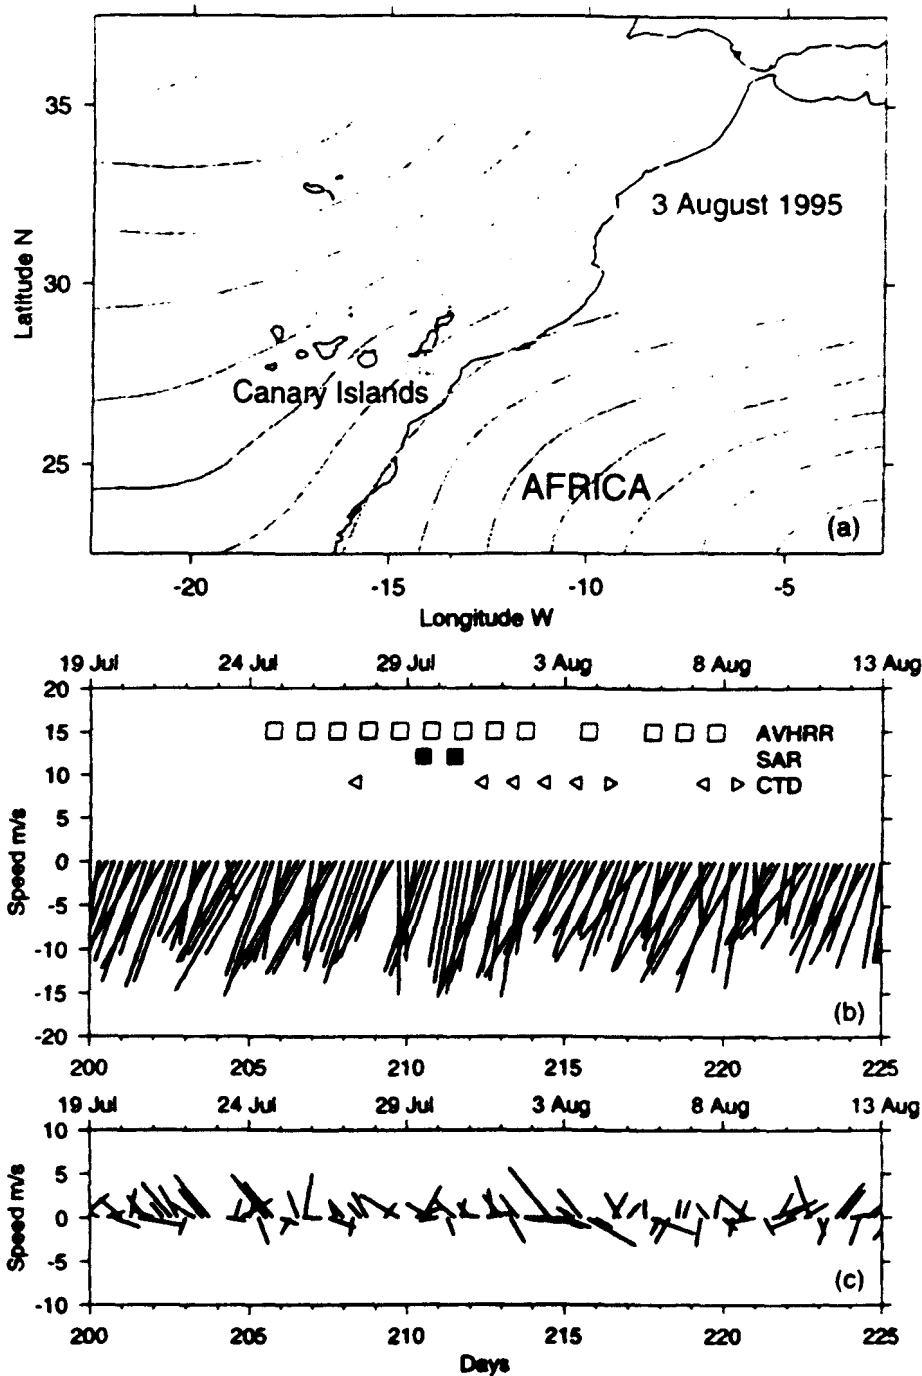 35
30
25
Latitude N
3 August 1995
Canary Islands
AFRICA
(a)
-20 -15 -10 -5
Longitude W
19 Jul 24 Jul 29 Jul 3 Aug 8 Aug 13 Aug
20
15
10
5
0
-5
-10
-15
-20
Speed m/s
AVHRR
SAR
CTD
(b)
200 205 210 215 220 225
19 Jul 24 Jul 29 Jul 3 Aug 8 Aug 13 Aug
10
5
0
-5
-10
Speed m/s
(c)
200 205 210 215 220 225
Days